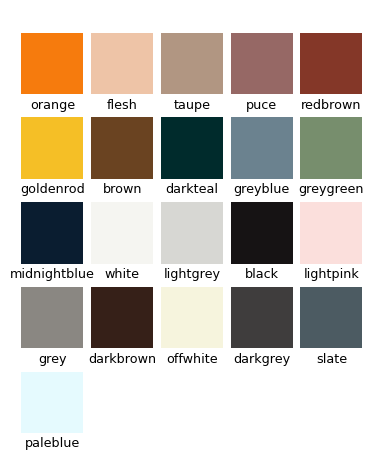 orange flesh taupe puce redbrown
goldenrod brown darkteal greyblue greygreen
midnightblue white lightgrey black lightpink
grey darkbrown offwhite darkgrey slate
paleblue